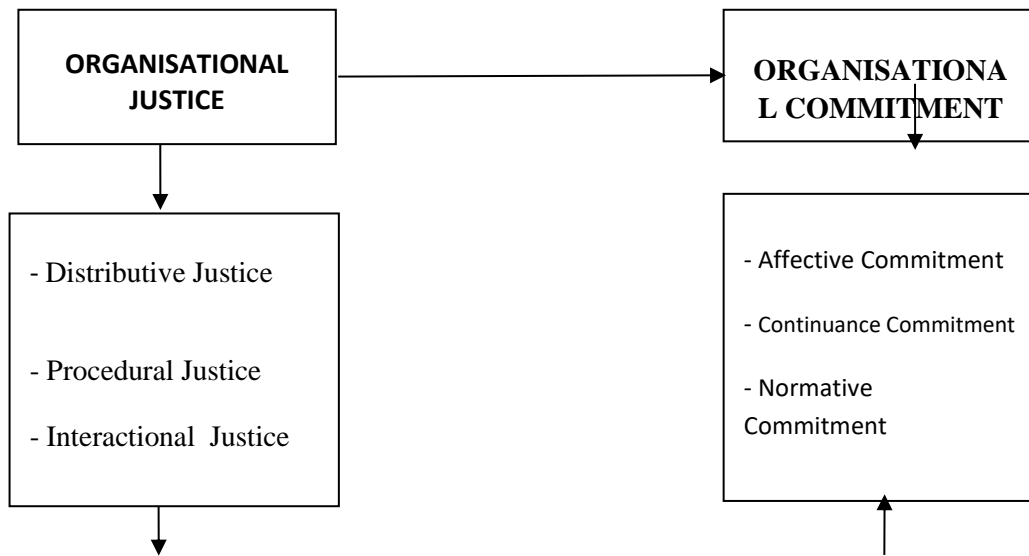 ORGANISATIONAL
JUSTICE
ORGANISATIONA
L COMMITMENT
- Distributive Justice
- Procedural Justice
- Interactional Justice
- Affective Commitment
- Continuance Commitment
- Normative
Commitment